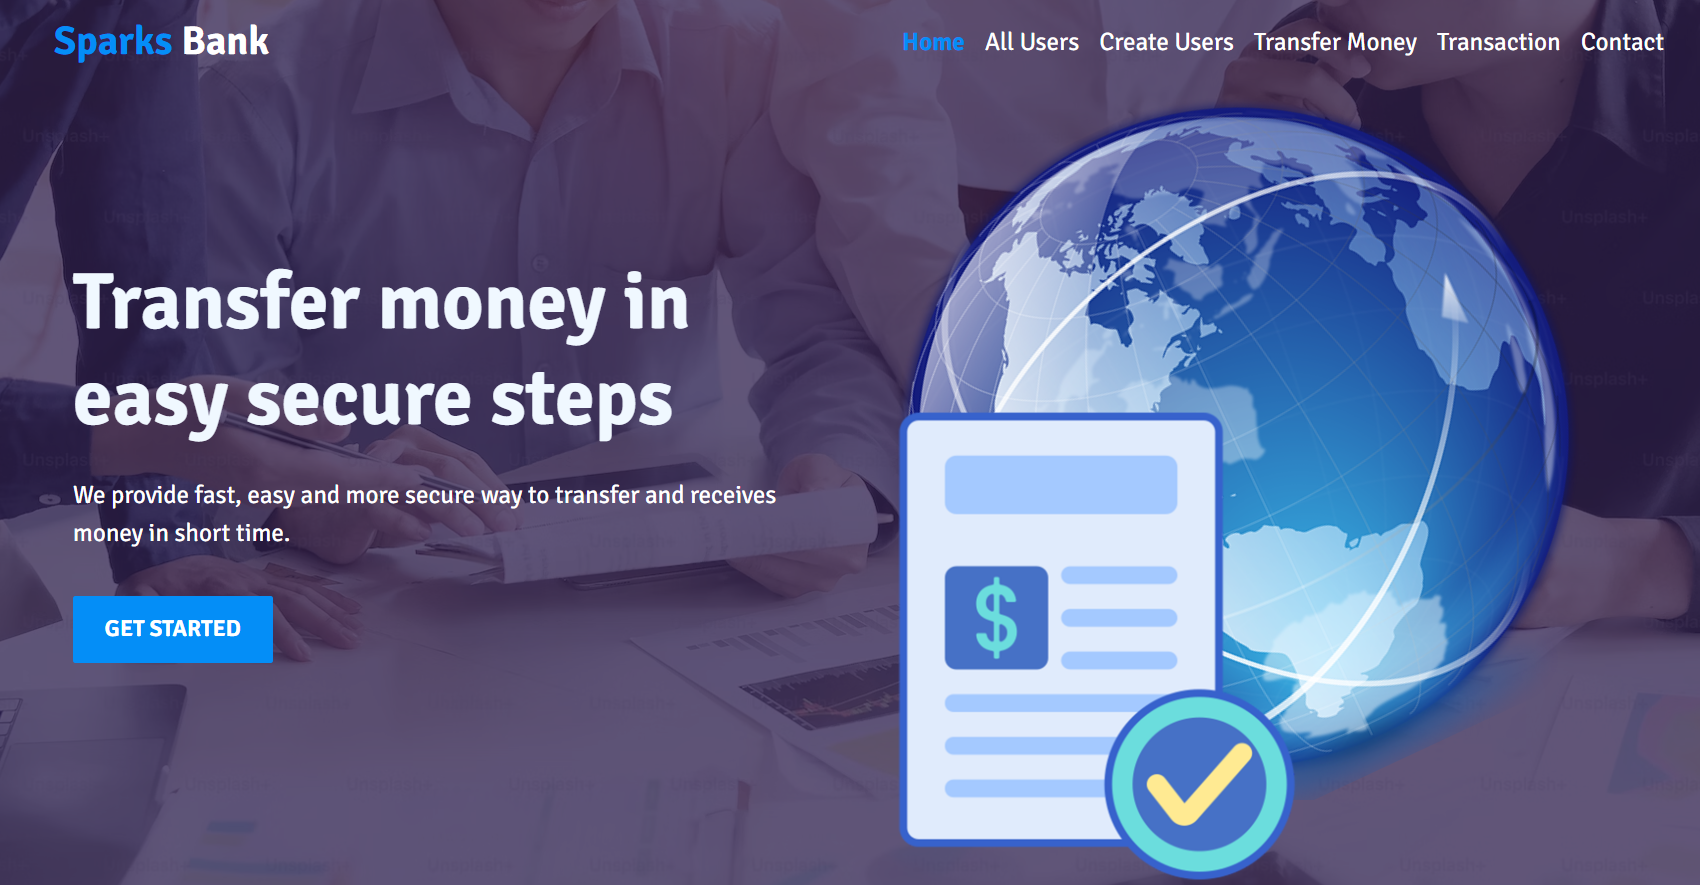 Sparks Bank
Home All Users Create Users Transfer Money Transaction Contact
Transfer money in
easy secure steps
We provide fast, easy and more secure way to transfer and receives
money in short time.
GET STARTED
$
Unsplash+